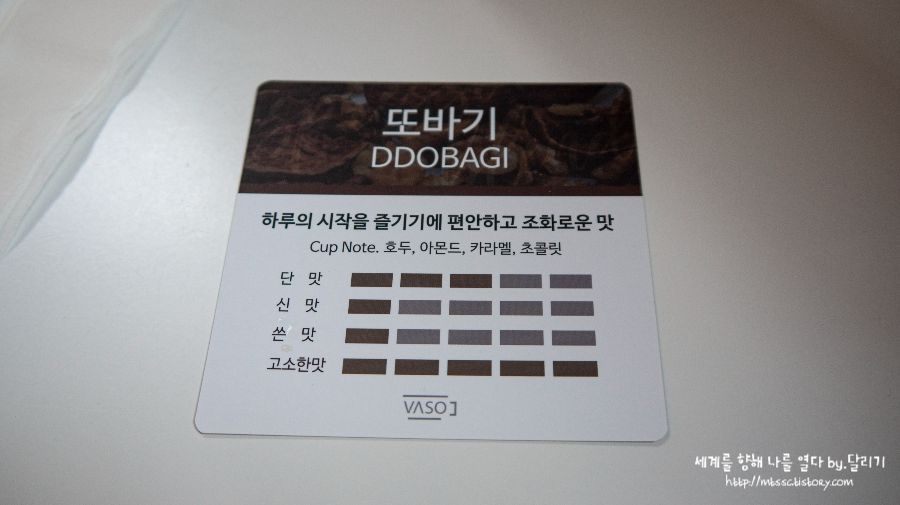 또바기
DDOBAGI
하루의 시작을 즐기기에 편안하고 조화로운 맛
Cup Note. 호두, 아몬드, 카라멜, 초콜릿
단 맛
신 맛
쓴 맛
고소한맛
VASO
세계를 향해 나를 열다 by.달리기
http://mtssc.tistory.com